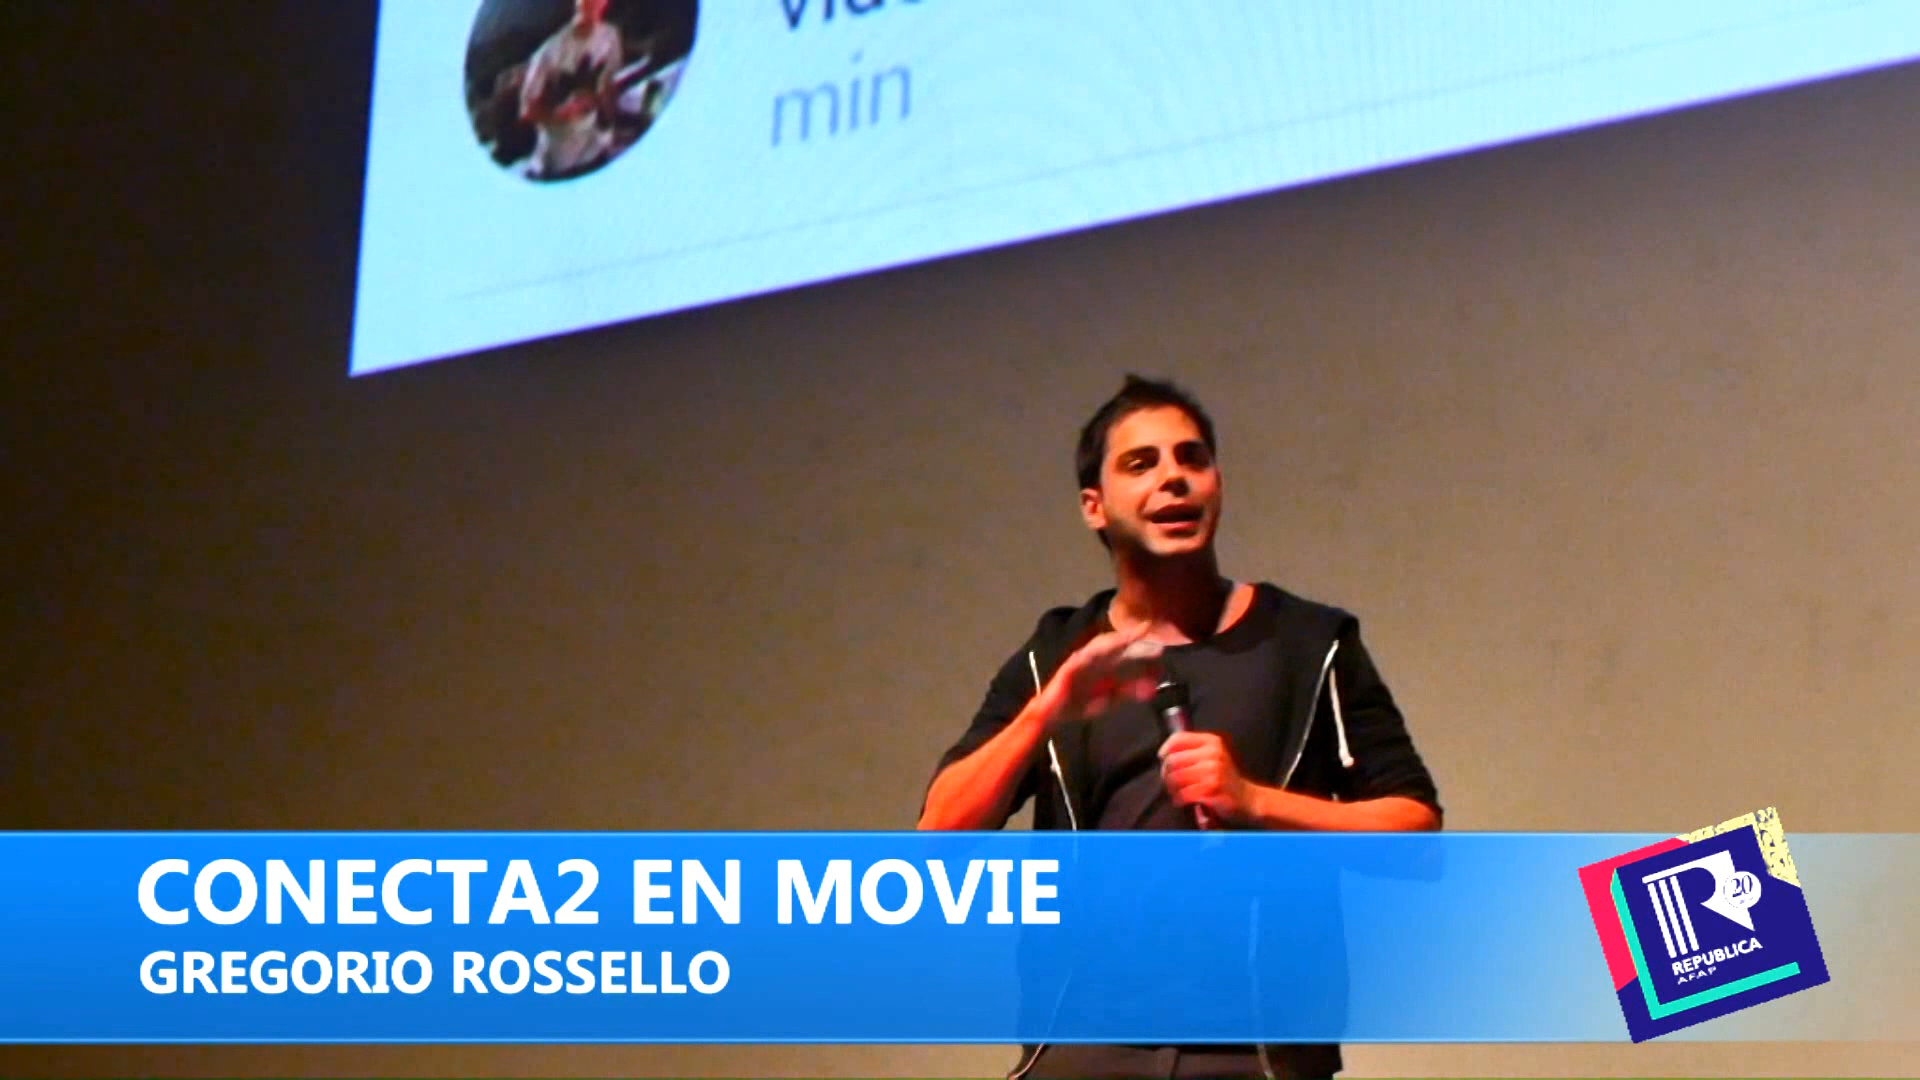 min
CONECTA2 EN MOVIE
GREGORIO ROSSELLO
R
20
REPUBLICA
AFAP